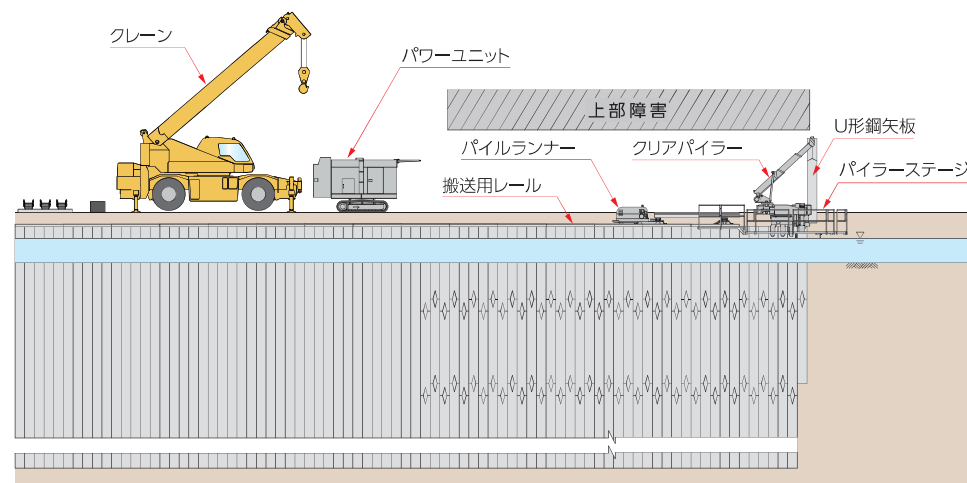 クレーン
パワーユニット
上部障害
U形鋼矢板
パイルランナー
クリアパイラー
パイラーステージ
搬送用レール